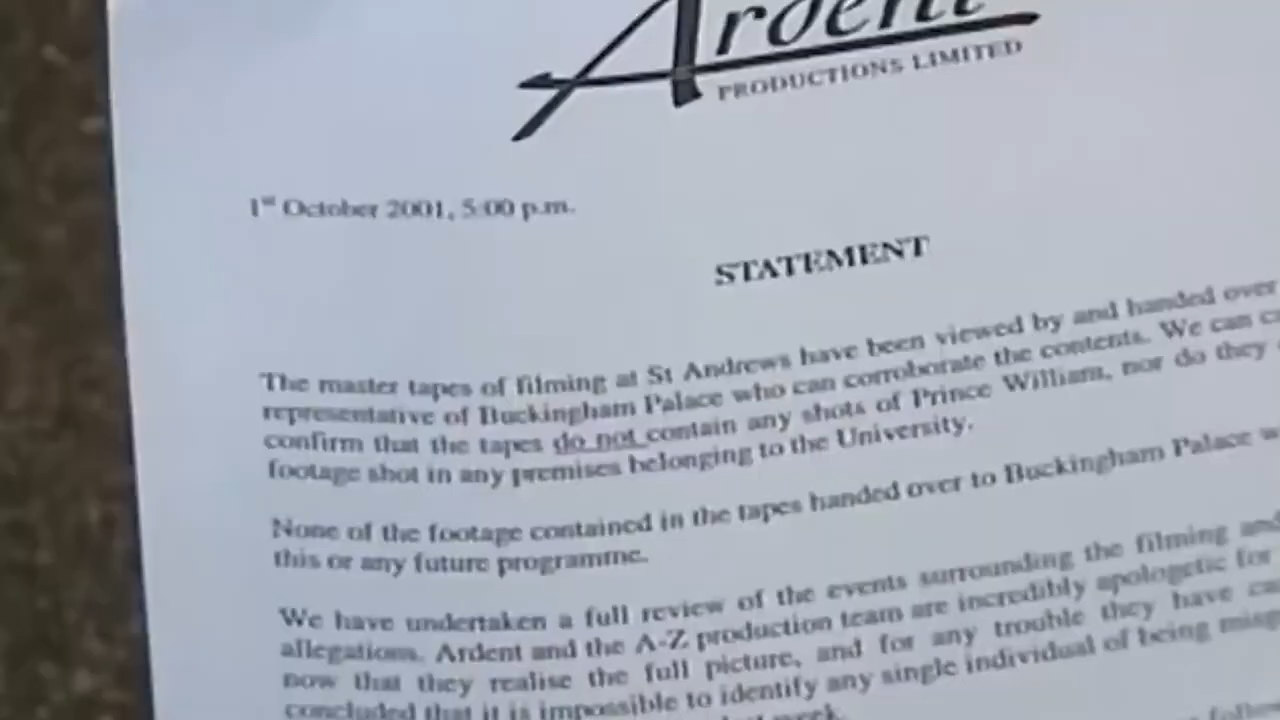 Ardent
PRODUCTIONS LIMITED
1st October 2001, 5:00 p.m.
STATEMENT
The master tapes of filming at St Andrews have been viewed by and handed over
representative of Buckingham Palace who can corroborate the contents. We can
confirm that the tapes do not contain any shots of Prince William, nor do they
footage shot in any premises belonging to the University.
None of the footage contained in the tapes handed over to Buckingham Palace
this or any future programme.
We have undertaken a full review of the events surrounding the filming and
allegations. Ardent and the A-Z production team are incredibly apologetic for
now that they realise the full picture, and for any trouble they have
concluded that it is impossible to identify any single individual of being
week.